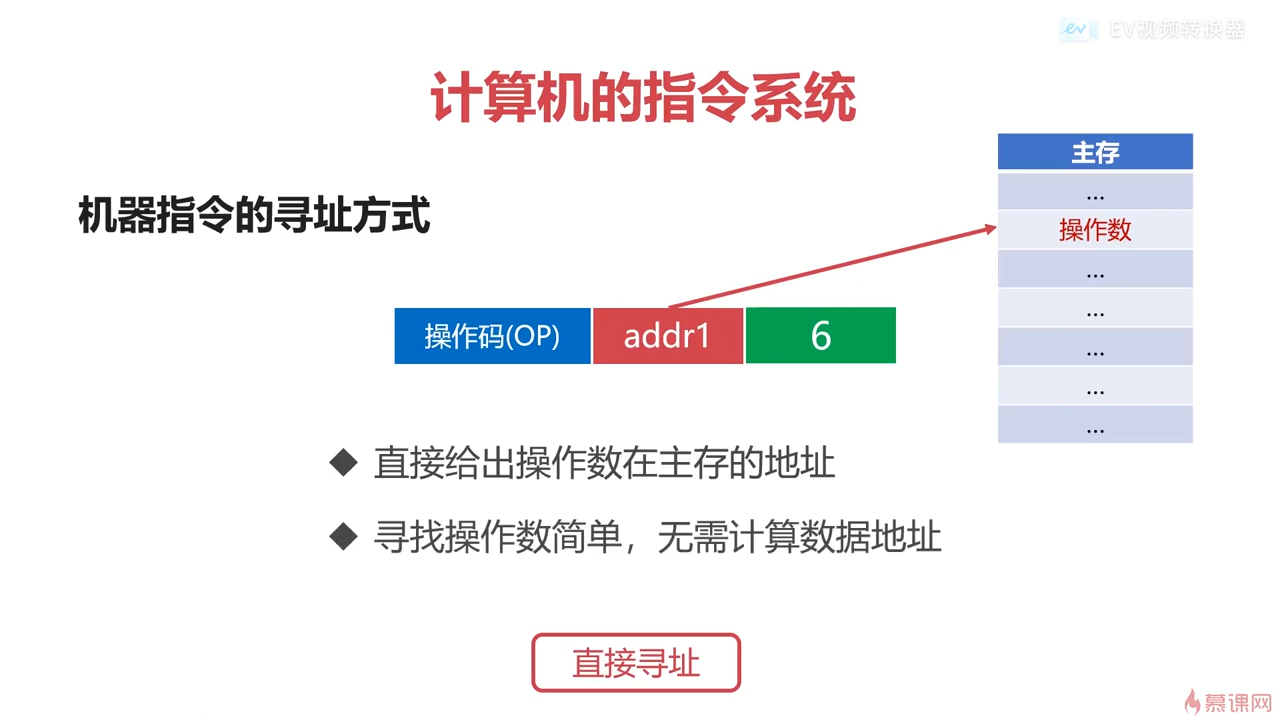 EV视频转换器
计算机的指令系统
机器指令的寻址方式
主存
...
操作数
...
...
...
...
...
操作码(OP) addr1 6
直接给出操作数在主存的地址
寻找操作数简单，无需计算数据地址
直接寻址
慕课网